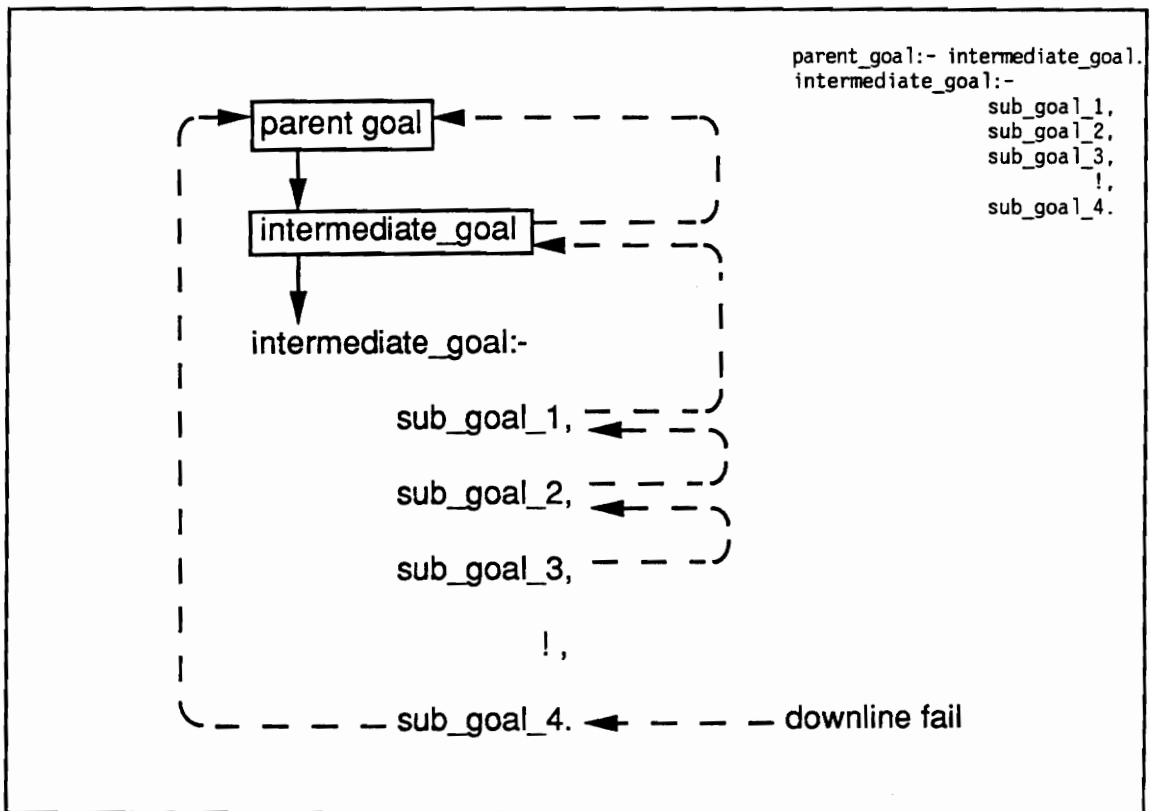 parent_goal:- intermediate_goal.
intermediate_goal:-
sub_goal_1,
sub_goal_2,
sub_goal_3,
!,
sub_goal_4.
parent goal
intermediate_goal
intermediate_goal:-
sub_goal_1,
sub_goal_2,
sub_goal_3,
!,
sub_goal_4.
downline fail